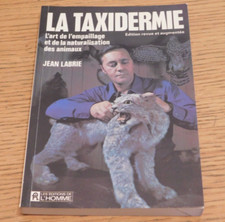 LA TAXIDERMIE
Édition revue et augmentée
L'art de l'empaillage
et de la naturalisation
des animaux
JEAN LABRIE
LES ÉDITIONS DE
L'HOMME